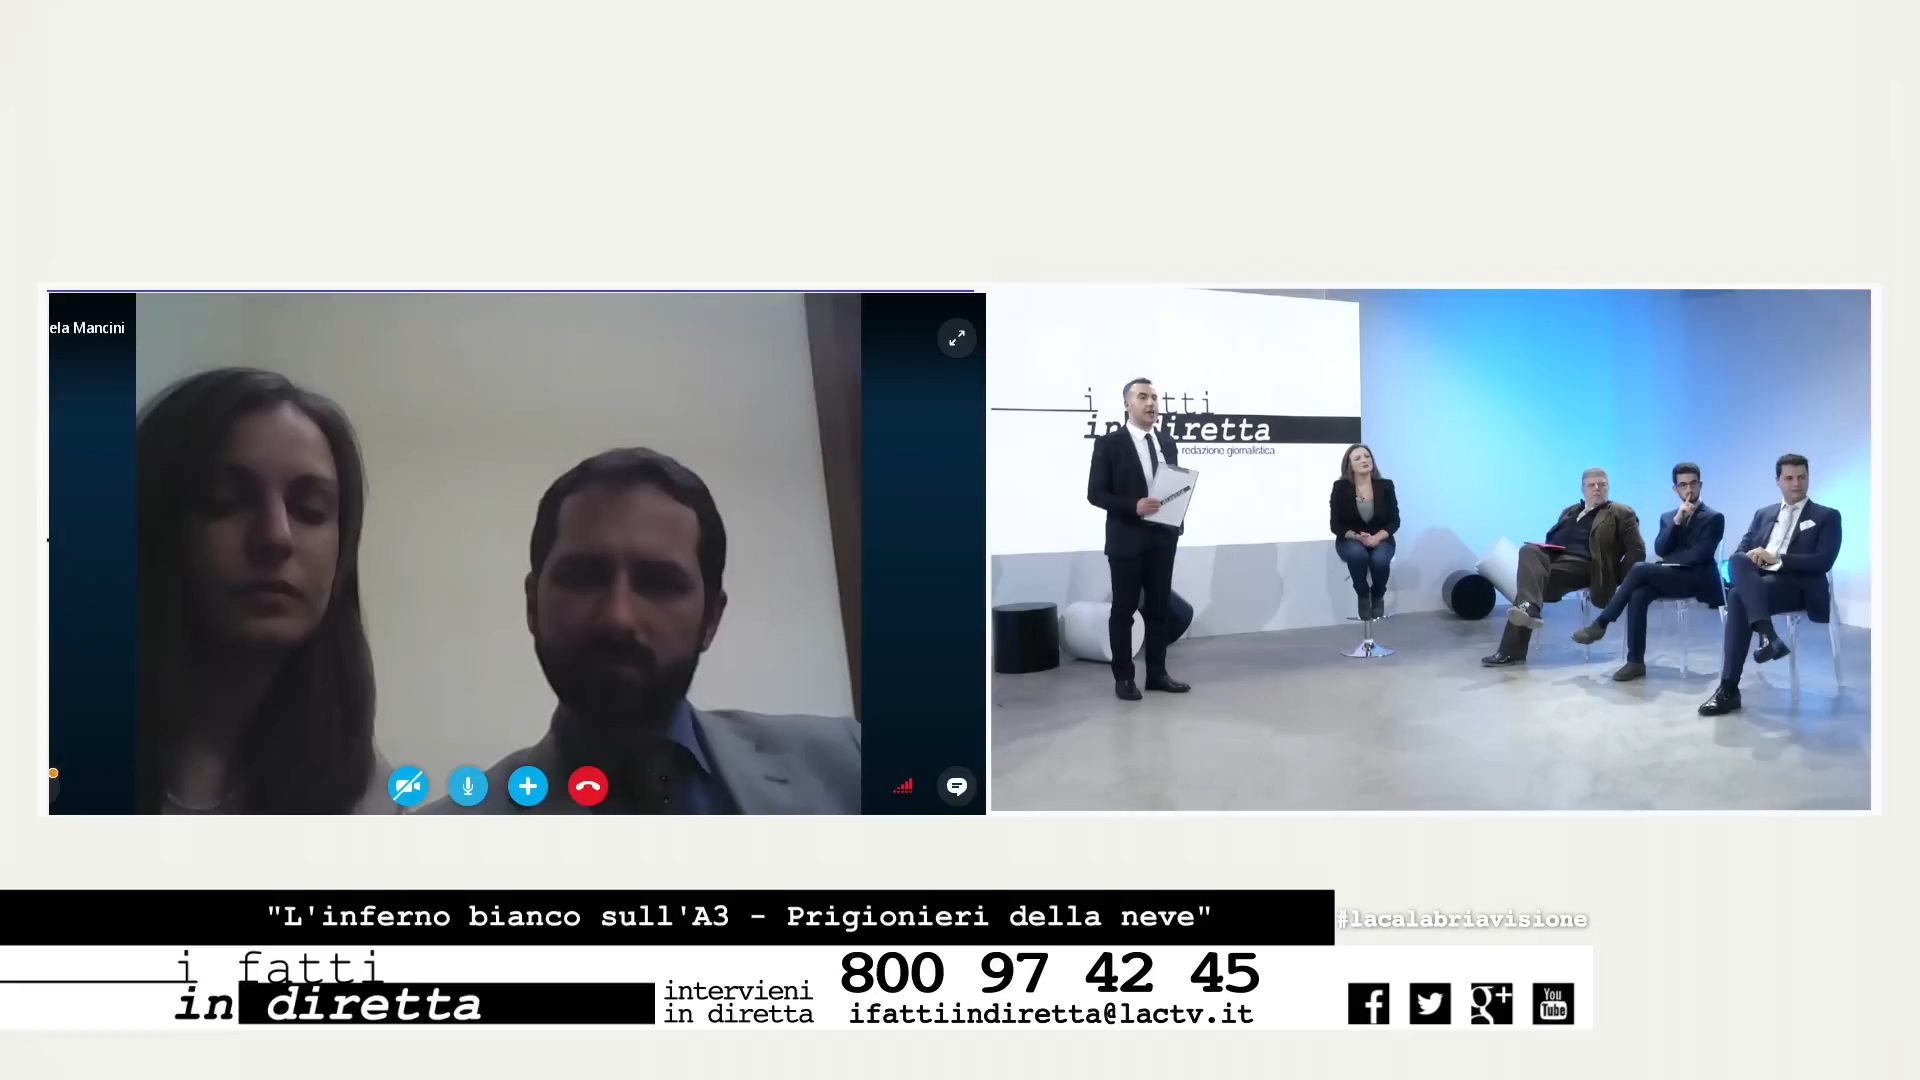 ela Mancini
i fatti
in diretta
redazione giornalistica
"L'inferno bianco sull'A3 - Prigionieri della neve"
#lacalabriavisione
i fatti
in diretta
intervieni
in diretta
800 97 42 45
ifattiindiretta@lactv.it
f
g+
You
Tube